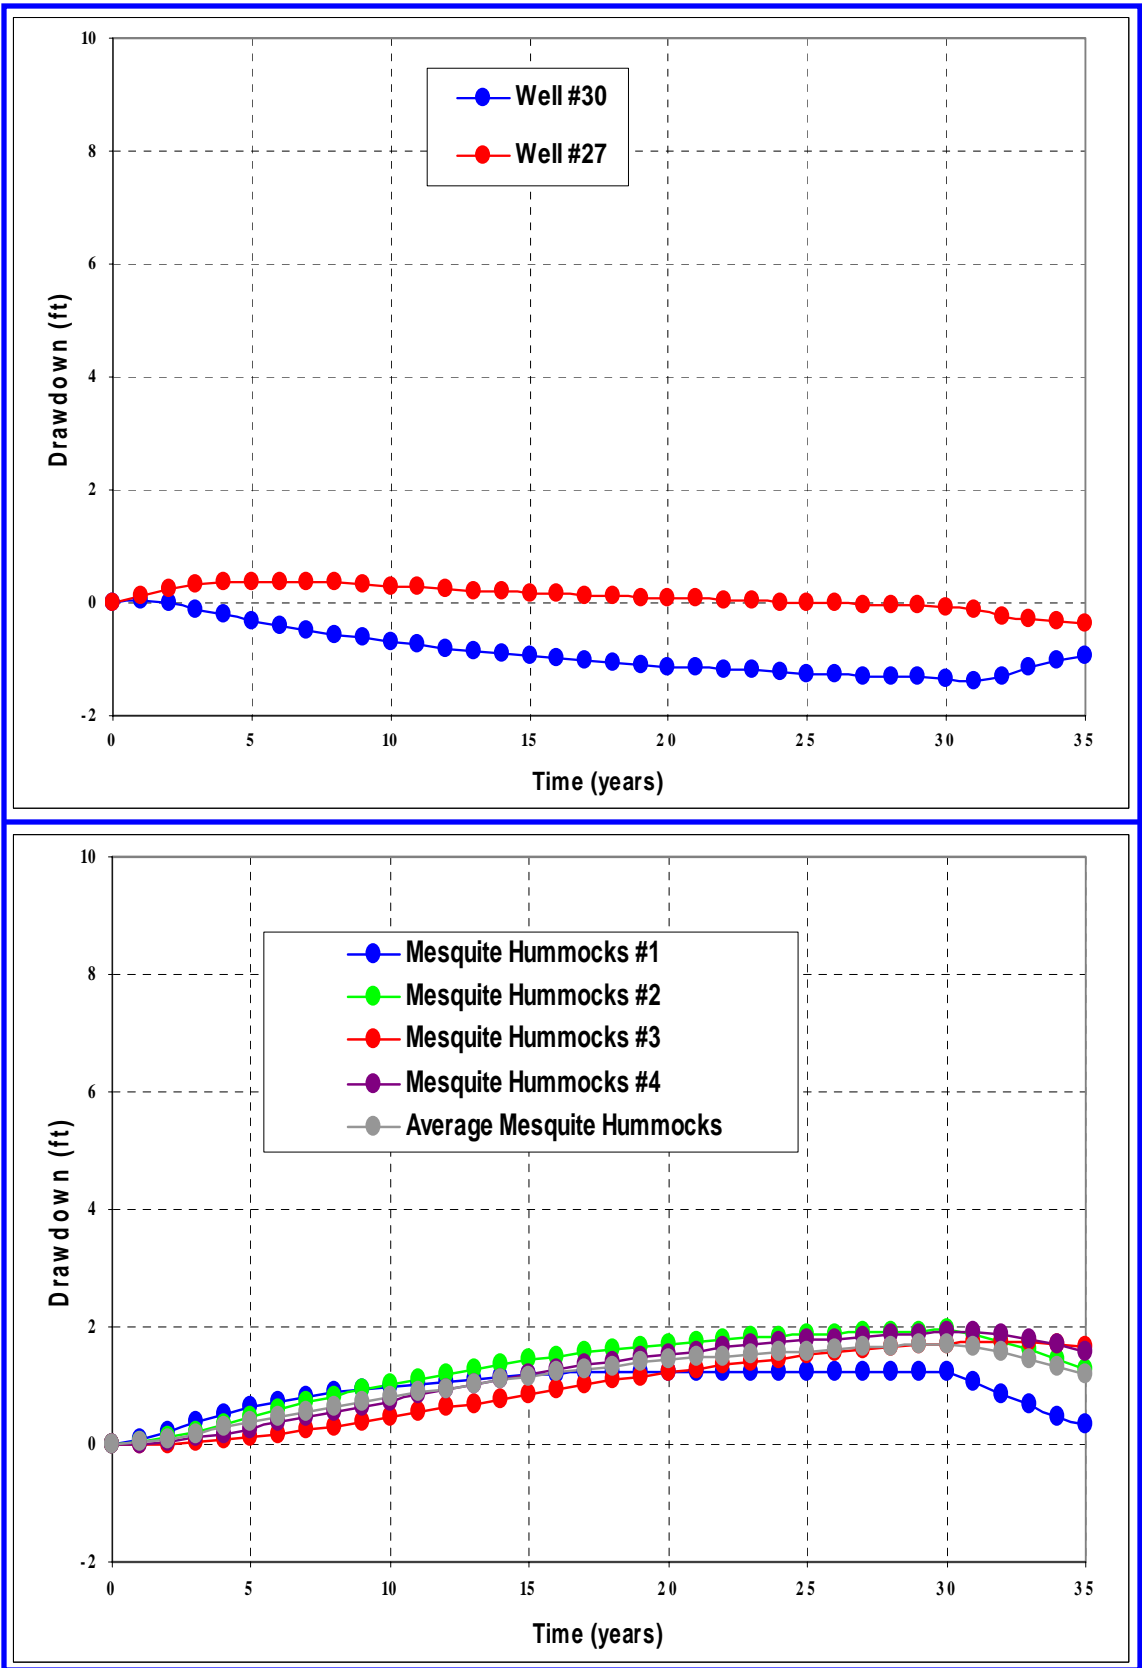 10
8
6
4
2
0
-2
Drawdown (ft)
Well #30
Well #27
0 5 10 15 20 25 30 35
Time (years)
10
8
6
4
2
0
-2
Drawdown (ft)
Mesquite Hummocks #1
Mesquite Hummocks #2
Mesquite Hummocks #3
Mesquite Hummocks #4
Average Mesquite Hummocks
0 5 10 15 20 25 30 35
Time (years)